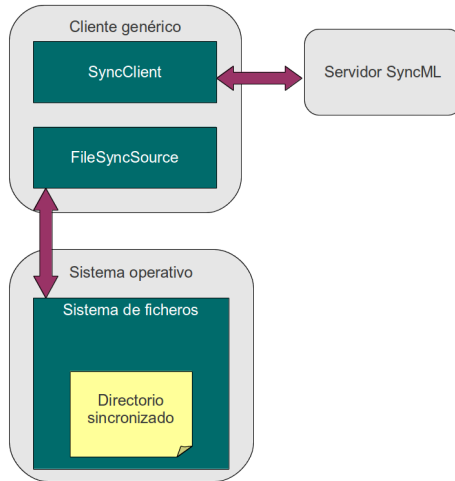 Cliente genérico
SyncClient
Servidor SyncML
FileSyncSource
Sistema operativo
Sistema de ficheros
Directorio
sincronizado